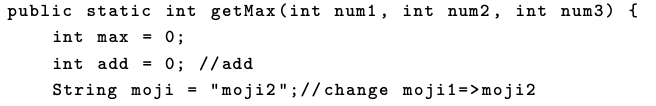 public static int getMax(int num1, int num2, int num3) {
int max = 0;
int add = 0; //add
String moji = "moji2";//change moji1=>moji2